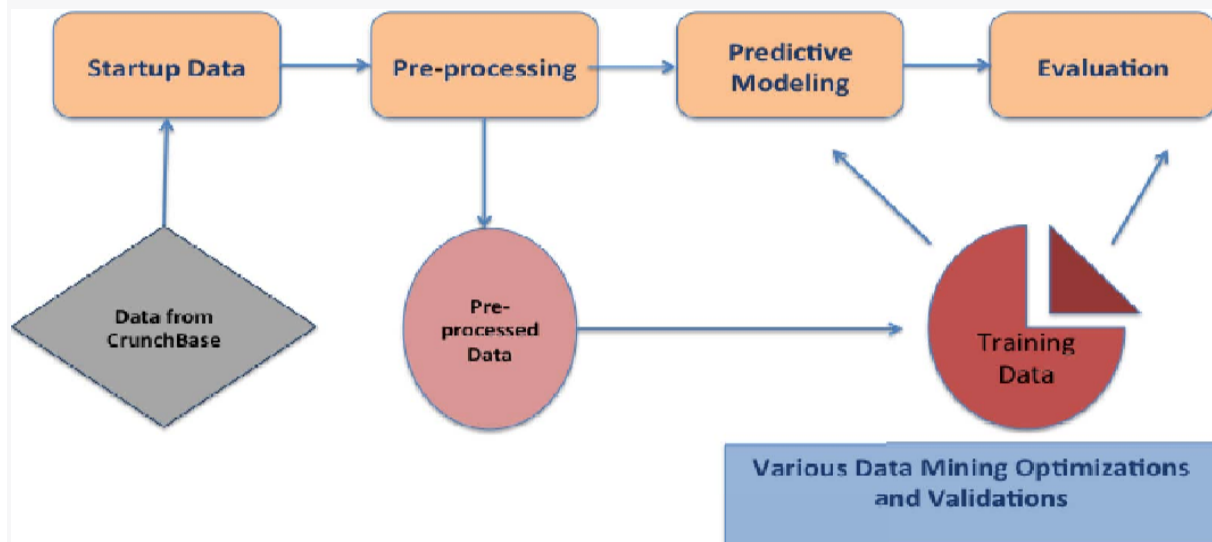 Startup Data
Pre-processing
Predictive
Modeling
Evaluation
Data from
CrunchBase
Pre-
processed
Data
Training
Data
Various Data Mining Optimizations
and Validations